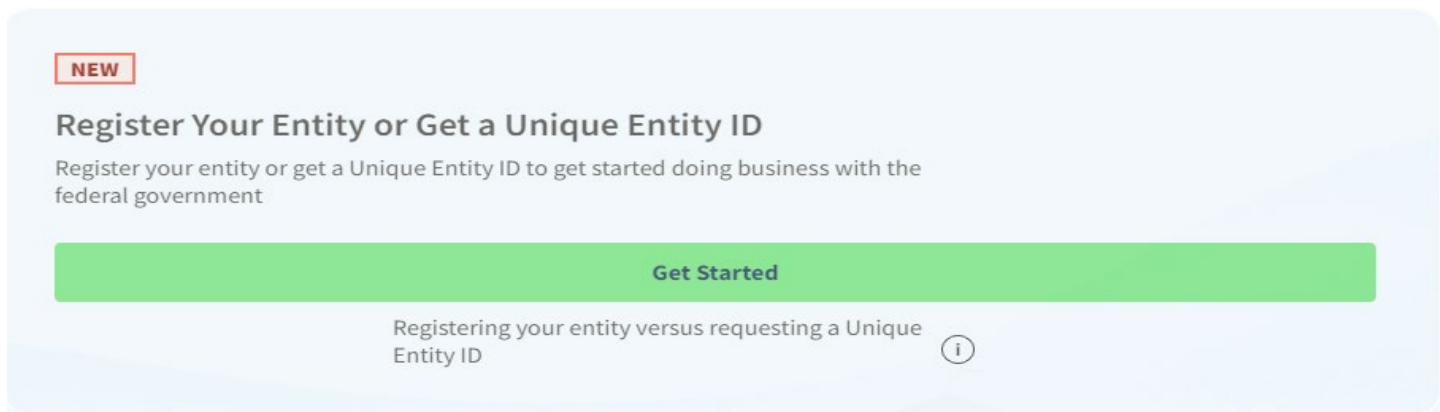 NEW
Register Your Entity or Get a Unique Entity ID
Register your entity or get a Unique Entity ID to get started doing business with the
federal government
Get Started
Registering your entity versus requesting a Unique
Entity ID
i